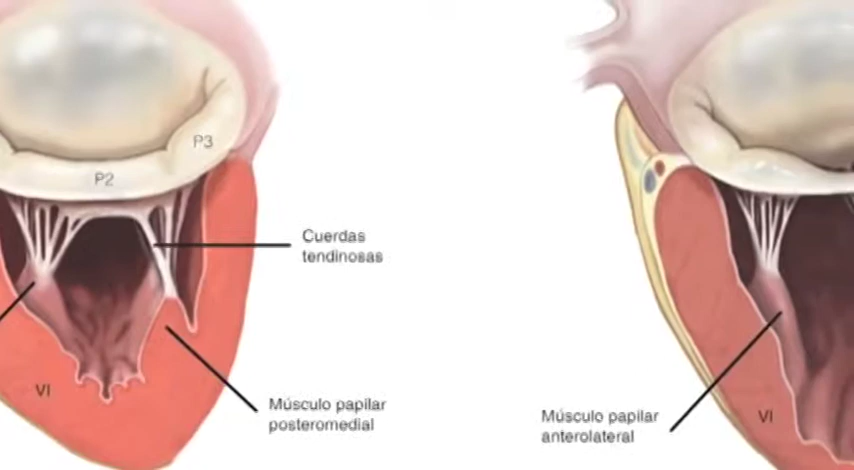 P3
P2
Cuerdas
tendinosas
VI
Músculo papilar
posteromedial
Músculo papilar
anterolateral
VI